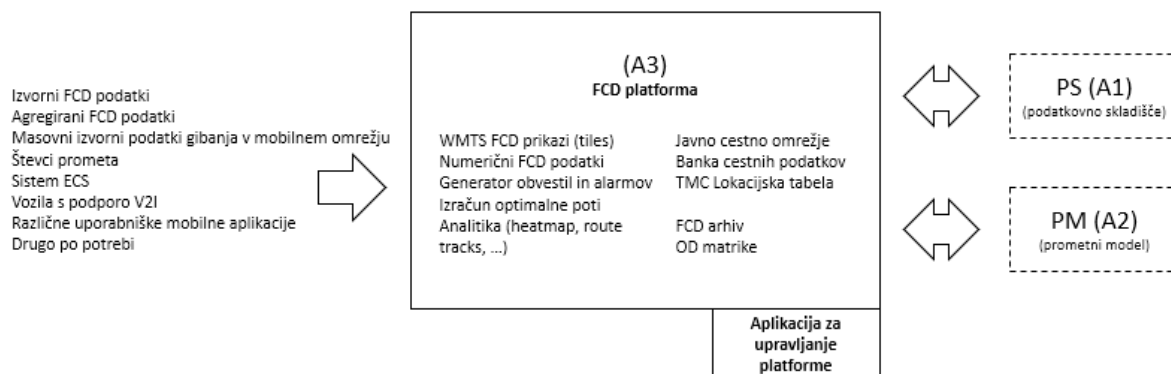 Izvorni FCD podatki
Agregirani FCD podatki
Masovni izvorni podatki gibanja v mobilnem omrežju
Števci prometa
Sistem ECS
Vozila s podporo V2I
Različne uporabniške mobilne aplikacije
Drugo po potrebi
(A3)
FCD platforma
WMTS FCD prikazi (tiles)
Numerični FCD podatki
Generator obvestil in alarmov
Izračun optimalne poti
Analitika (heatmap, route
tracks, ...)
Javno cestno omrežje
Banka cestnih podatkov
TMC Lokacijska tabela
FCD arhiv
OD matrike
Aplikacija za
upravljanje
platforme
PS (A1)
(podatkovno skladišče)
PM (A2)
(prometni model)